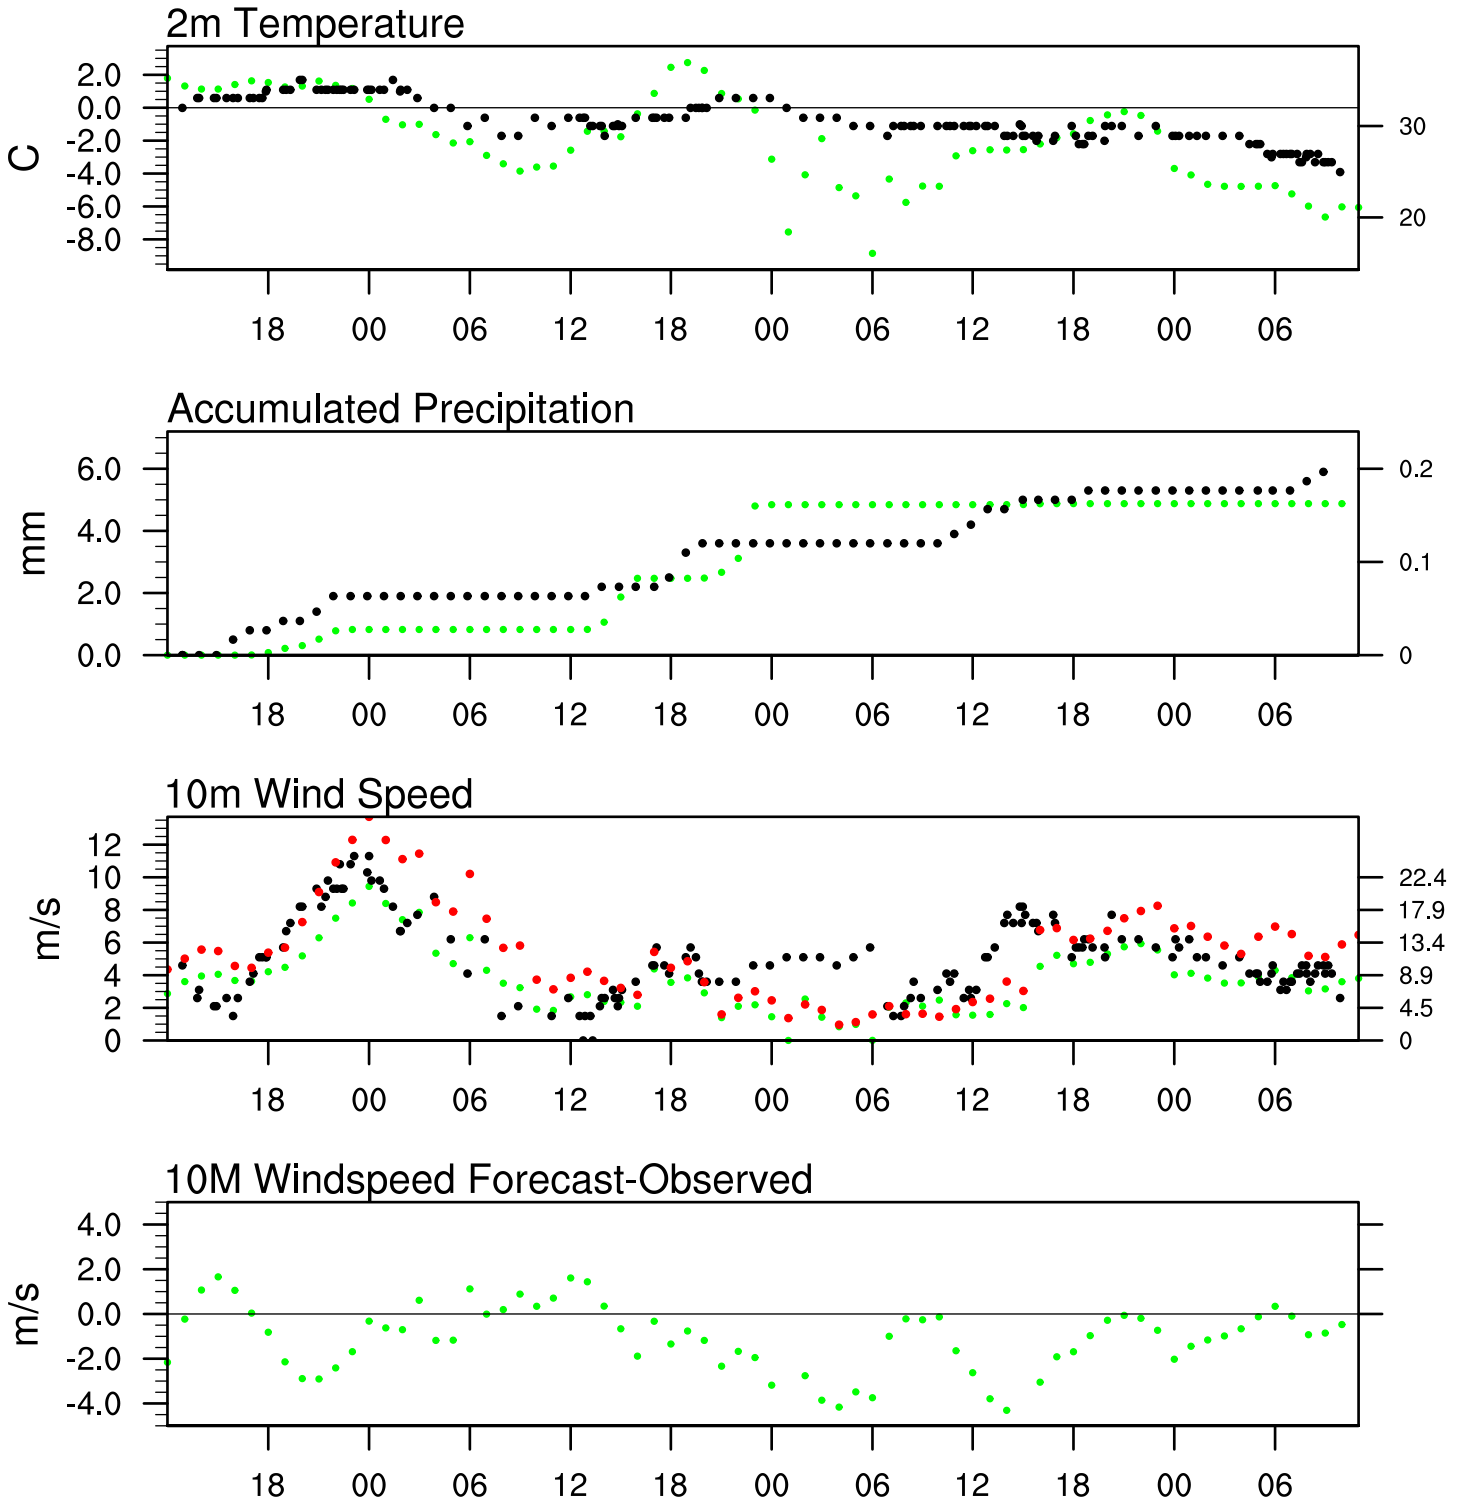 2m Temperature
2.0
0.0
-2.0
-4.0
-6.0
-8.0
C
30
20
18 00 06 12 18 00 06 12 18 00 06
Accumulated Precipitation
6.0
4.0
2.0
0.0
mm
0.2
0.1
0
18 00 06 12 18 00 06 12 18 00 06
10m Wind Speed
12
10
8
6
4
2
0
m/s
22.4
17.9
13.4
8.9
4.5
0
18 00 06 12 18 00 06 12 18 00 06
10M Windspeed Forecast-Observed
4.0
2.0
0.0
-2.0
-4.0
m/s
18 00 06 12 18 00 06 12 18 00 06